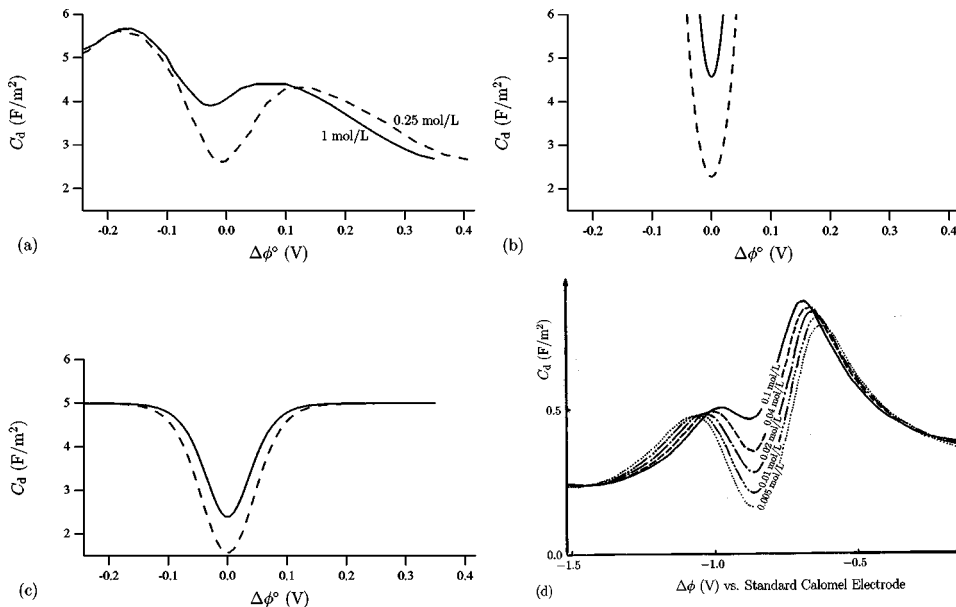 6
5
4
3
2
C_d (F/m²)
0.25 mol/L
1 mol/L
-0.2 -0.1 0.0 0.1 0.2 0.3 0.4
(a)
Δϕ° (V)
6
5
4
3
2
C_d (F/m²)
-0.2 -0.1 0.0 0.1 0.2 0.3 0.4
(b)
Δϕ° (V)
6
5
4
3
2
C_d (F/m²)
-0.2 -0.1 0.0 0.1 0.2 0.3 0.4
(c)
Δϕ° (V)
C_d (F/m²)
0.5
0.0
0.1 mol/L
0.04 mol/L
0.02 mol/L
0.01 mol/L
0.005 mol/L
-1.5 -1.0 -0.5
(d)
Δϕ (V) vs. Standard Calomel Electrode